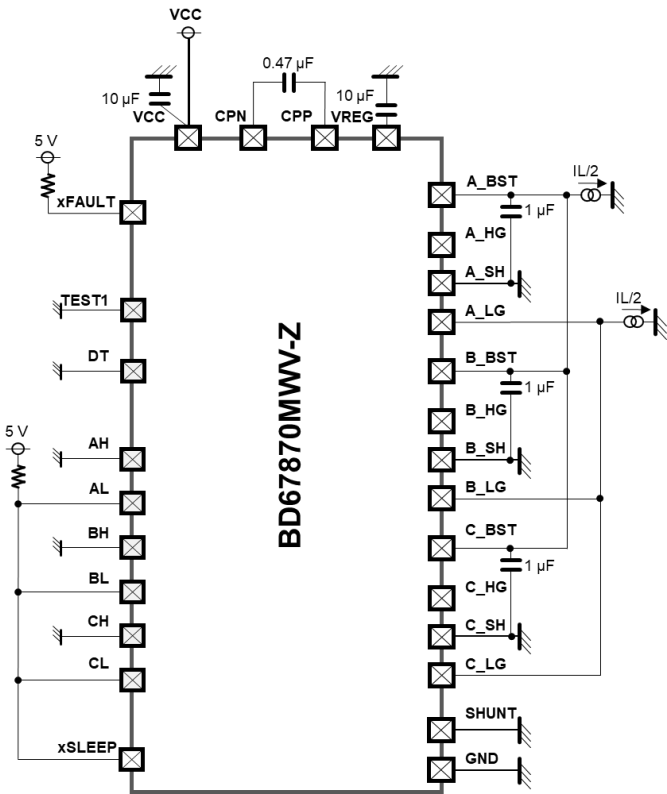 VCC
0.47 μF
10 μF
VCC
CPN
CPP
10 μF
VREG
5 V
xFAULT
TEST1
DT
5 V
AH
AL
BH
BL
CH
CL
xSLEEP
BD67870MWV-Z
A_BST
IL/2
1 μF
A_HG
A_SH
A_LG
IL/2
B_BST
1 μF
B_HG
B_SH
B_LG
C_BST
1 μF
C_HG
C_SH
C_LG
SHUNT
GND